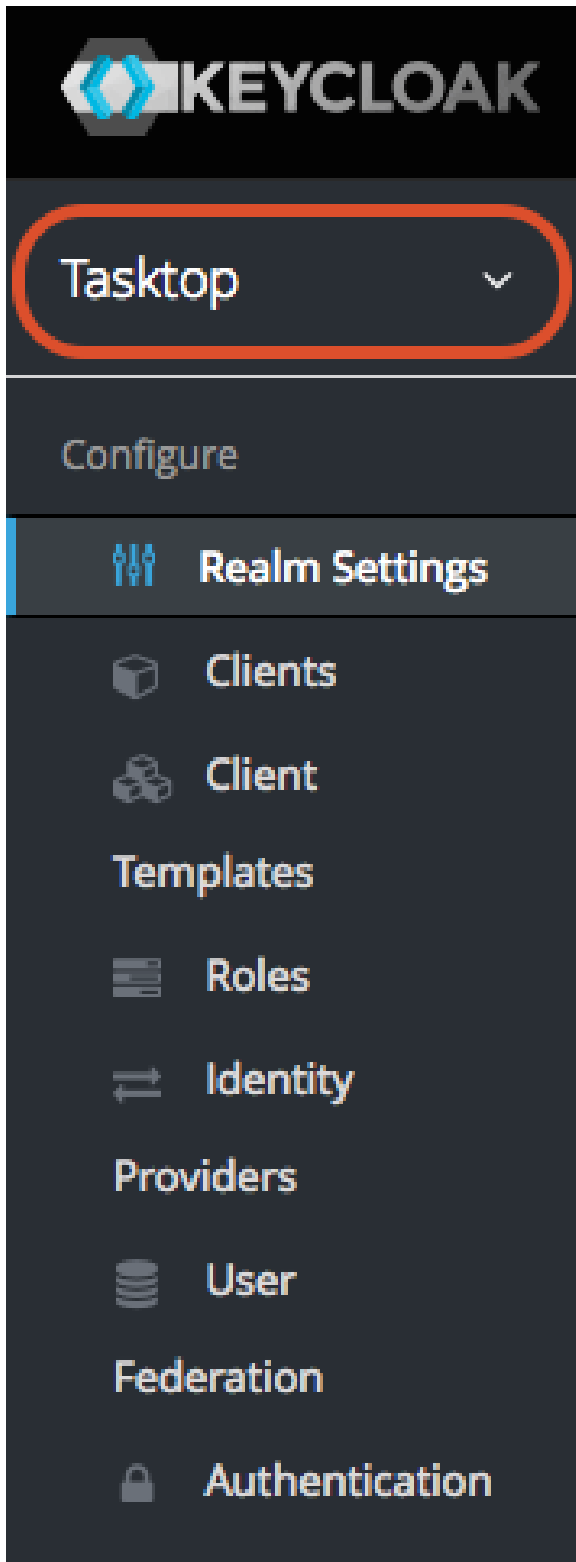 KEYCLOAK
Tasktop
Configure
Realm Settings
Clients
Client
Templates
Roles
Identity
Providers
User
Federation
Authentication